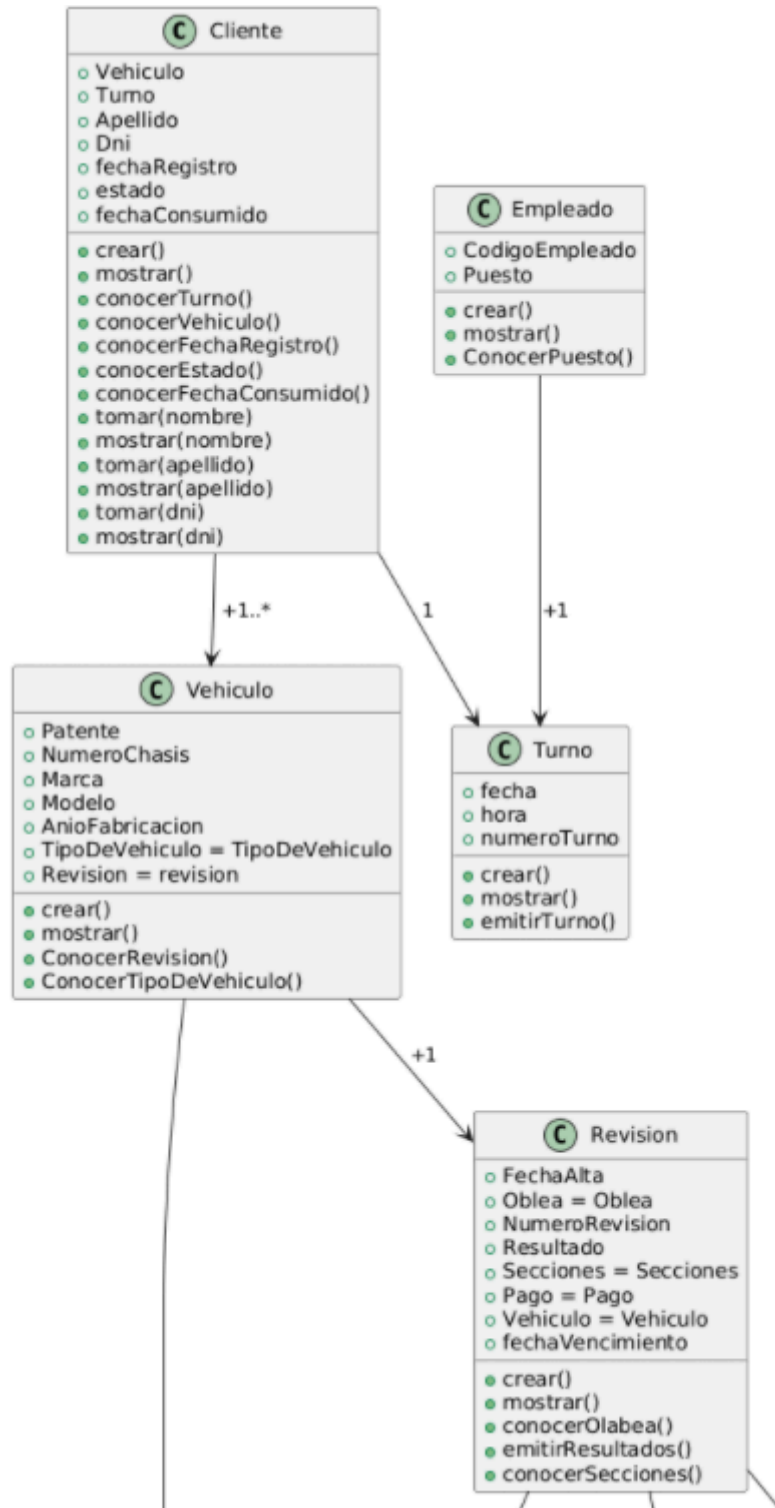 C Cliente
Vehiculo
Turno
Apellido
Dni
fechaRegistro
estado
fechaConsumido
crear()
mostrar()
conocerTurno()
conocerVehiculo()
conocerFechaRegistro()
conocerEstado()
conocerFechaConsumido()
tomar(nombre)
mostrar(nombre)
tomar(apellido)
mostrar(apellido)
tomar(dni)
mostrar(dni)
C Empleado
CodigoEmpleado
Puesto
crear()
mostrar()
ConocerPuesto()
+1..*
1
+1
C Vehiculo
Patente
NumeroChasis
Marca
Modelo
AnioFabricacion
TipoDeVehiculo = TipoDeVehiculo
Revision = revision
crear()
mostrar()
ConocerRevision()
ConocerTipoDeVehiculo()
C Turno
fecha
hora
numeroTurno
crear()
mostrar()
emitirTurno()
+1
C Revision
FechaAlta
Oblea = Oblea
NumeroRevision
Resultado
Secciones = Secciones
Pago = Pago
Vehiculo = Vehiculo
fechaVencimiento
crear()
mostrar()
conocerOlabea()
emitirResultados()
conocerSecciones()